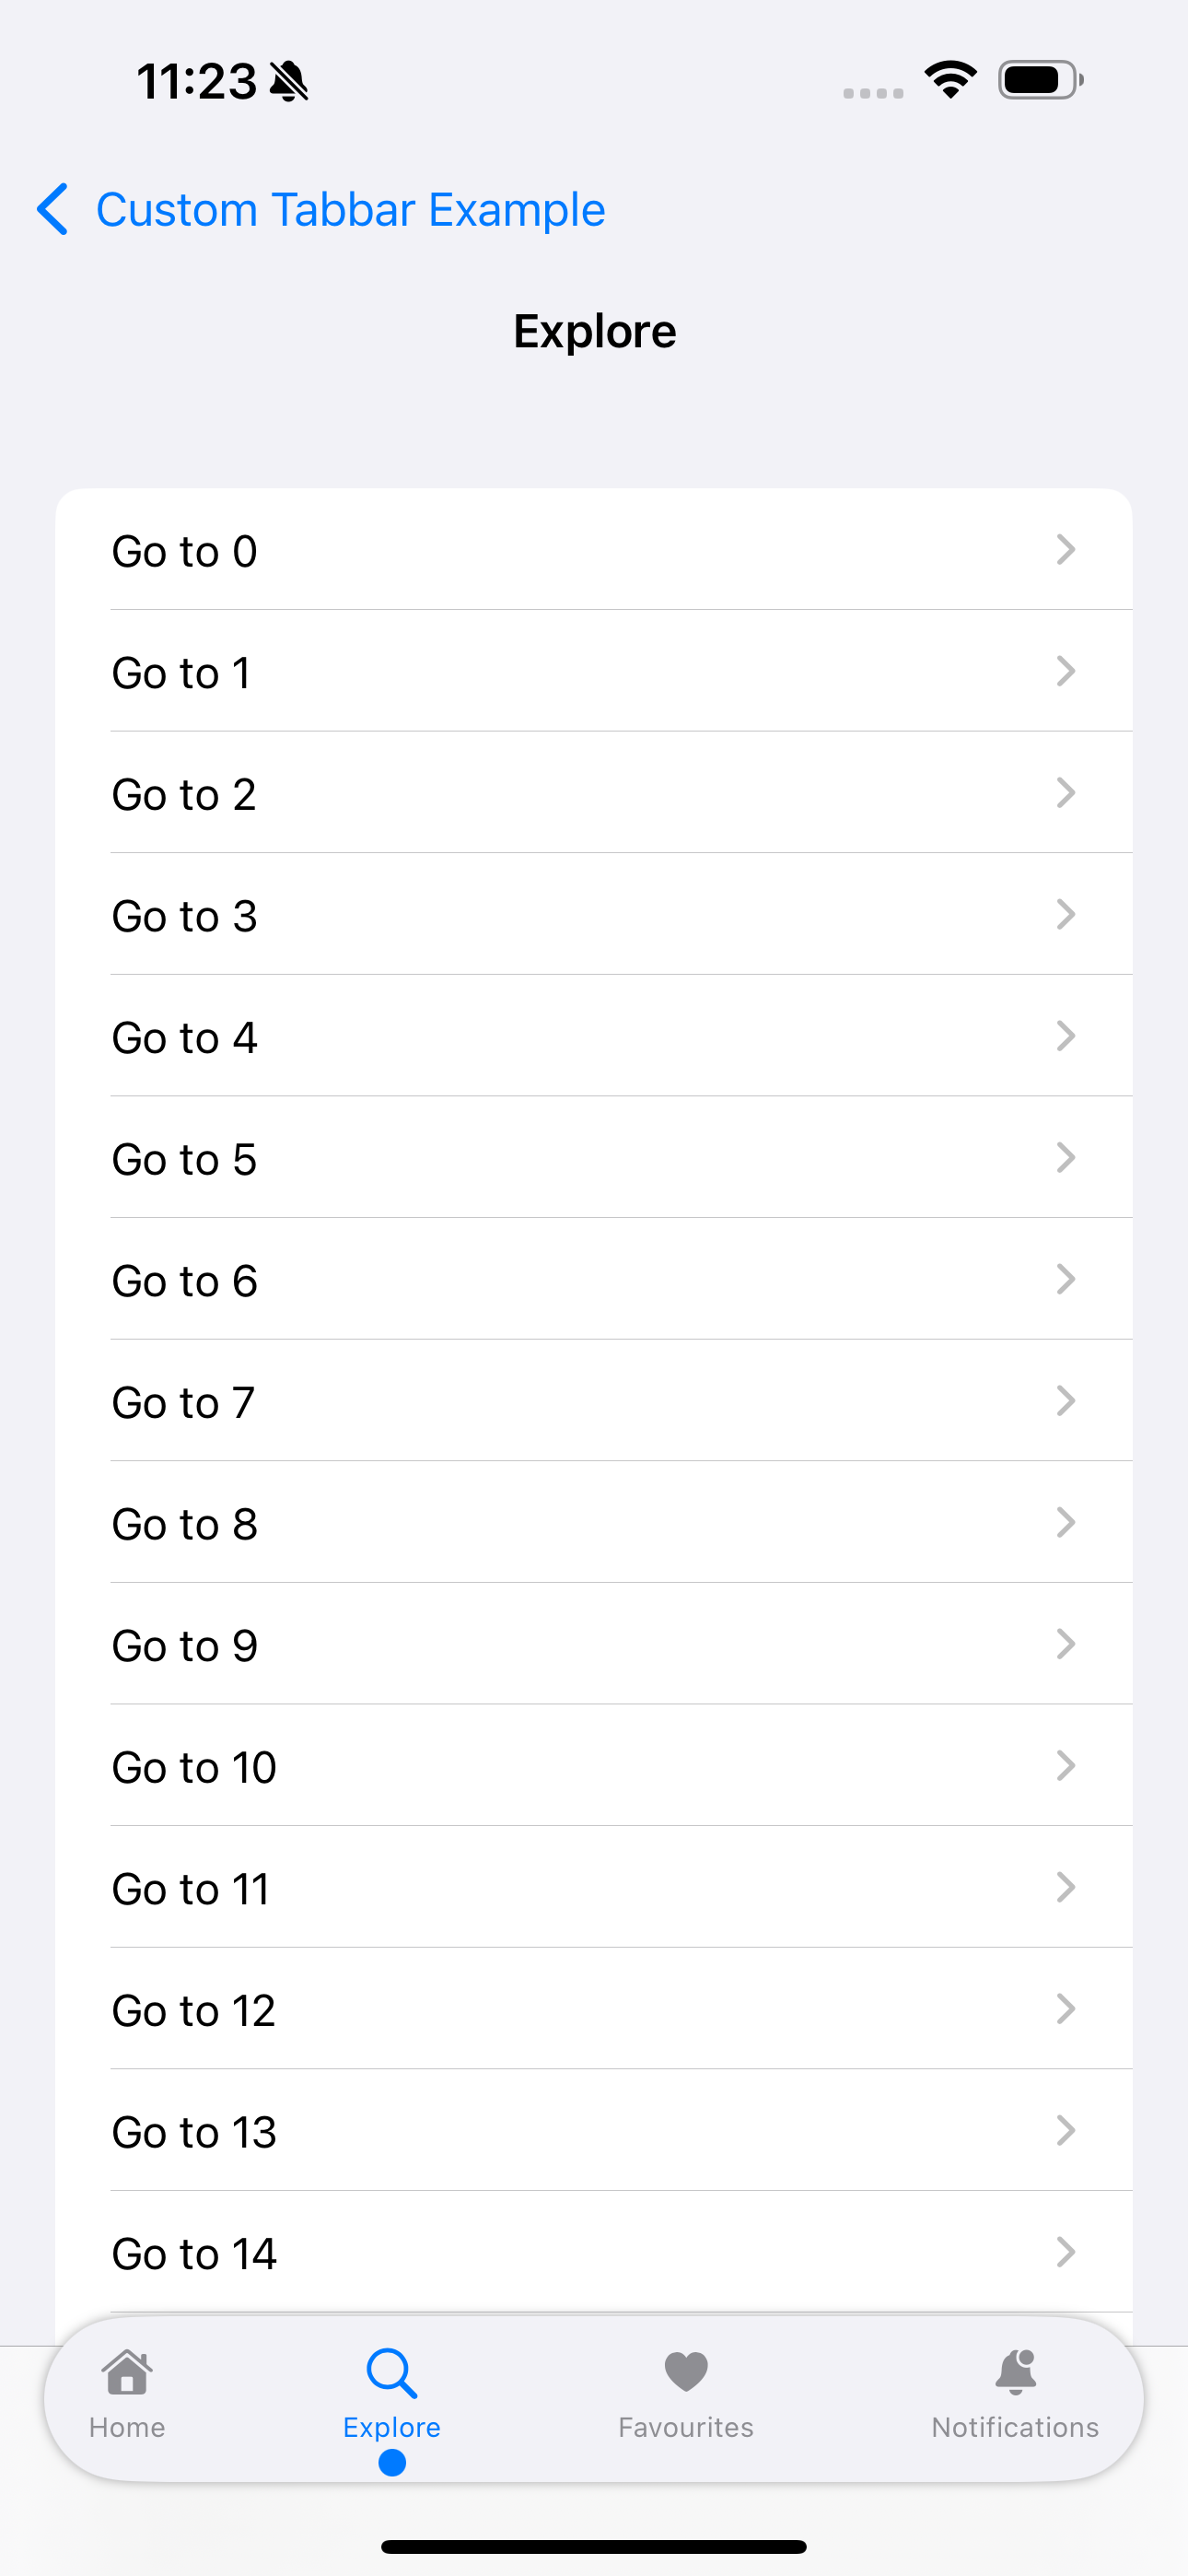 11:23
Custom Tabbar Example
Explore
Go to 0
Go to 1
Go to 2
Go to 3
Go to 4
Go to 5
Go to 6
Go to 7
Go to 8
Go to 9
Go to 10
Go to 11
Go to 12
Go to 13
Go to 14
Home Explore Favourites Notifications